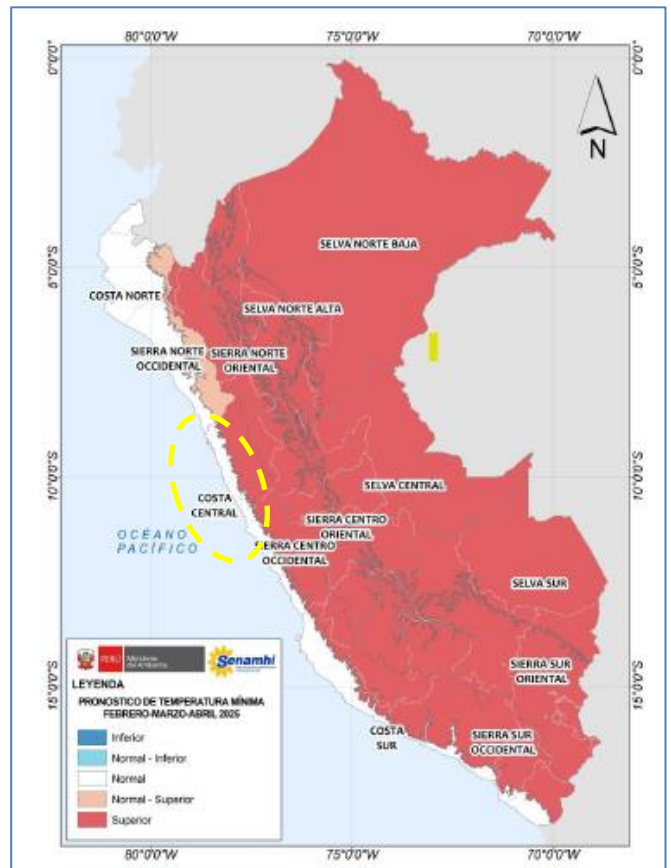 80°0'0"W 75°0'0"W 70°0'0"W
0°0'0" 0°0'0"
N
SELVA NORTE BAJA
5°0'0"S 5°0'0"S
COSTA NORTE
SELVA NORTE ALTA
SIERRA NORTE
OCCIDENTAL
SIERRA NORTE
ORIENTAL
10°0'0"S 10°0'0"S
SELVA CENTRAL
COSTA
CENTRAL
SIERRA CENTRO
ORIENTAL
OCÉANO
PACÍFICO
SIERRA CENTRO
OCCIDENTAL
SELVA SUR
SIERRA SUR
ORIENTAL
15°0'0"S 15°0'0"S
COSTA
SUR
SIERRA SUR
OCCIDENTAL
PERÚ Ministerio
del Ambiente
Senamhi
LEYENDA
PRONOSTICO DE TEMPERATURA MÍNIMA
FEBRERO-MARZO-ABRIL 2026
Inferior
Normal - Inferior
Normal
Normal - Superior
Superior
80°0'0"W 75°0'0"W 70°0'0"W